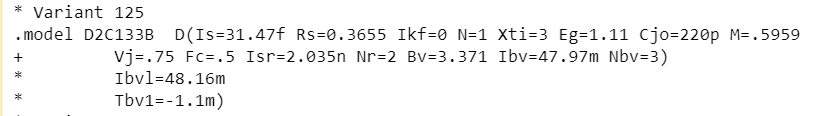 * Variant 125
.model D2C133B  D(Is=31.47f Rs=0.3655 Ikf=0 N=1 Xti=3 Eg=1.11 Cjo=220p M=.5959
+         Vj=.75 Fc=.5 Isr=2.035n Nr=2 Bv=3.371 Ibv=47.97m Nbv=3)
*         Ibvl=48.16m
*         Tbv1=-1.1m)